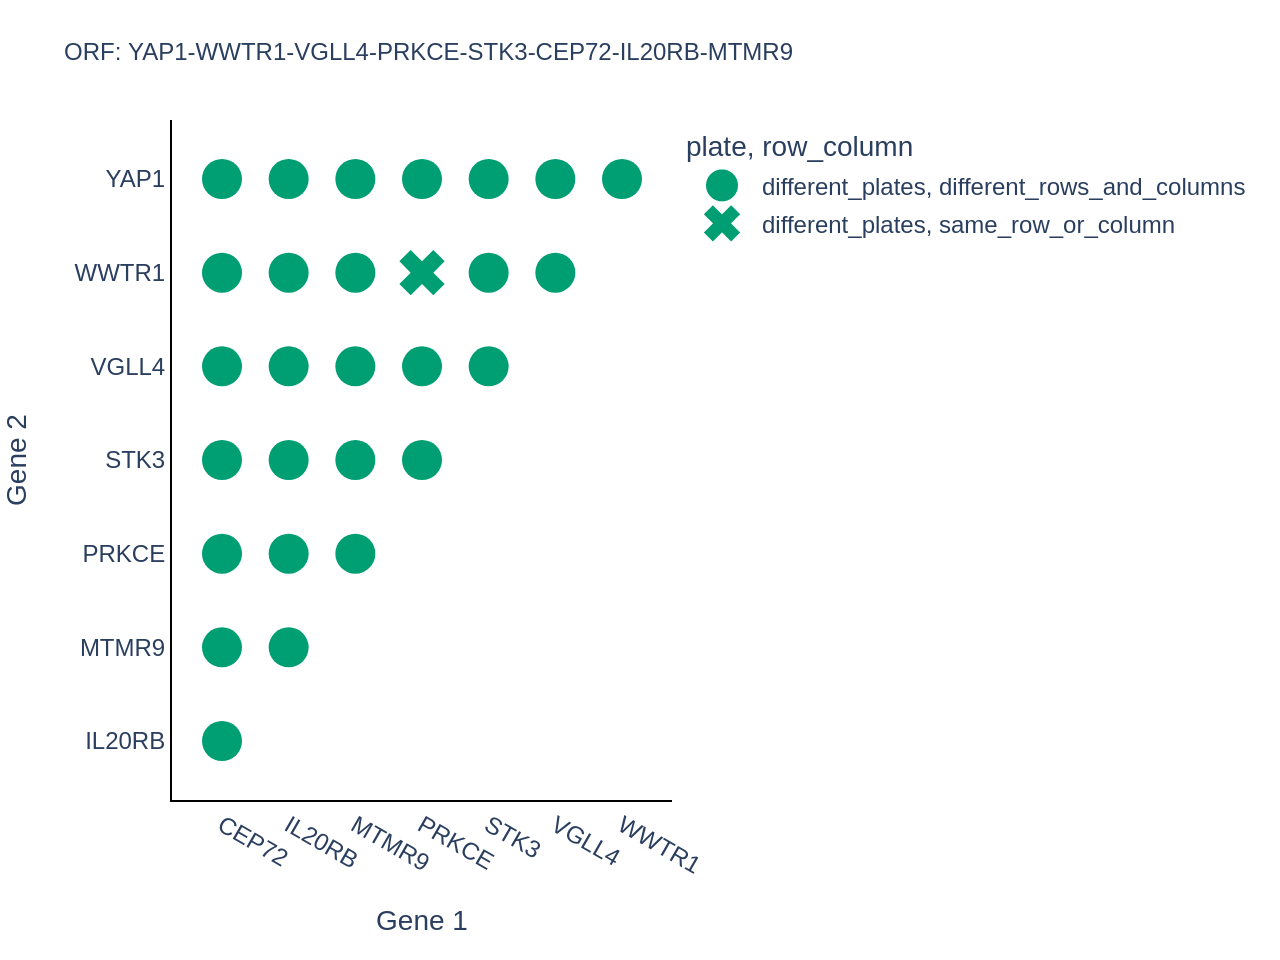 ORF: YAP1-WWTR1-VGLL4-PRKCE-STK3-CEP72-IL20RB-MTMR9
plate, row_column
different_plates, different_rows_and_columns
different_plates, same_row_or_column
YAP1
WWTR1
VGLL4
STK3
PRKCE
MTMR9
IL20RB
Gene 2
CEP72
IL20RB
MTMR9
PRKCE
STK3
VGLL4
WWTR1
Gene 1